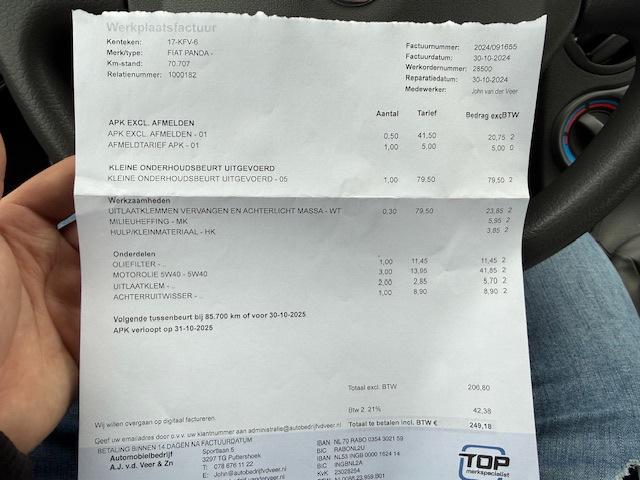 Werkplaatsfactuur
Kenteken: 17-KFV-6
Merk/type: FIAT PANDA -
Km-stand: 70.707
Relatienummer: 1000182
Factuurnummer: 2024/091655
Factuurdatum: 30-10-2024
Werkordernummer: 28500
Reparatiedatum: 30-10-2024
Medewerker: John van der Veer
Aantal Tarief Bedrag excBTW
APK EXCL. AFMELDEN
APK EXCL. AFMELDEN - 01 0,50 41,50 20,75 2
AFMELDTARIEF APK - 01 1,00 5,00 5,00 0
KLEINE ONDERHOUDSBEURT UITGEVOERD
KLEINE ONDERHOUDSBEURT UITGEVOERD - 05 1,00 79,50 79,50 2
Werkzaamheden
UITLAATKLEMMEN VERVANGEN EN ACHTERLICHT MASSA - WT 0,30 79,50 23,85 2
MILIEUHEFFING - MK 5,95 2
HULP/KLEINMATERIAAL - HK 3,85 2
Onderdelen
OLIEFILTER - .. 1,00 11,45 11,45 2
MOTOROLIE 5W40 - 5W40 3,00 13,95 41,85 2
UITLAATKLEM - .. 2,00 2,85 5,70 2
ACHTERRUITWISSER - .. 1,00 8,90 8,90 2
Volgende tussenbeurt bij 85.700 km of voor 30-10-2025
APK verloopt op 31-10-2025
Totaal excl. BTW 206,80
Btw 2 21% 42,38
Totaal te betalen incl. BTW € 249,18
Wij willen overgaan op digitaal factureren.
Geef uw emailadres door o.v.v. uw klantnummer aan administratie@autobedrijfvdveer.nl
BETALING BINNEN 14 DAGEN NA FACTUURDATUM
Automobielbedrijf
A.J. v.d. Veer & Zn
Sportlaan 5
3297 TG Puttershoek
T: 078 676 11 22
E: John@autobedrijfvdveer.nl
IBAN NL 70 RABO 0354 3021 59
BIC RABONL2U
IBAN NL53 INGB 0000 1624 14
BIC INGBNL2A
KvK 23028254
TOP
merkspecialist